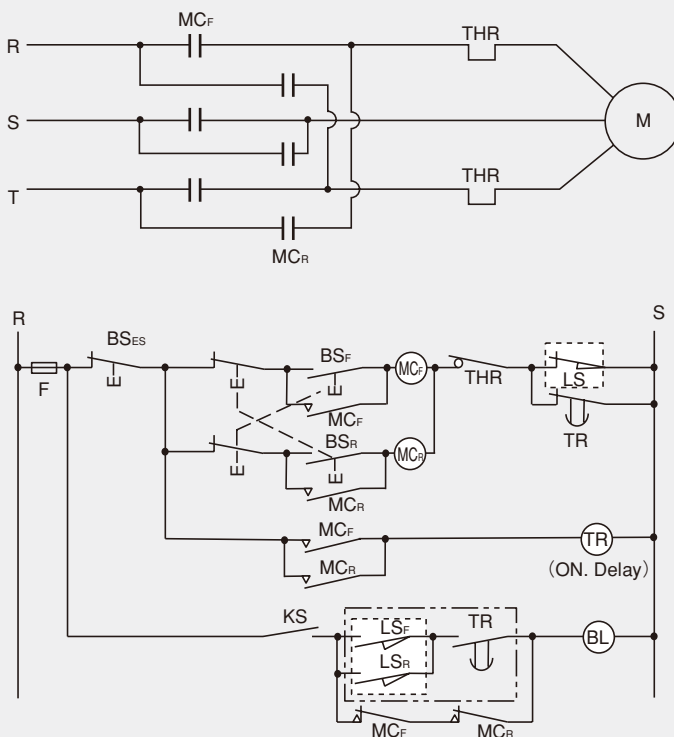 MCF
THR
R
S
M
T
THR
MCR
R
S
BSES
BSF
MCF
F
THR
LS
MCF
TR
BSR
MCR
MCR
MCF
TR
MCR
(ON. Delay)
KS
LSF
TR
BL
LSR
MCF
MCR